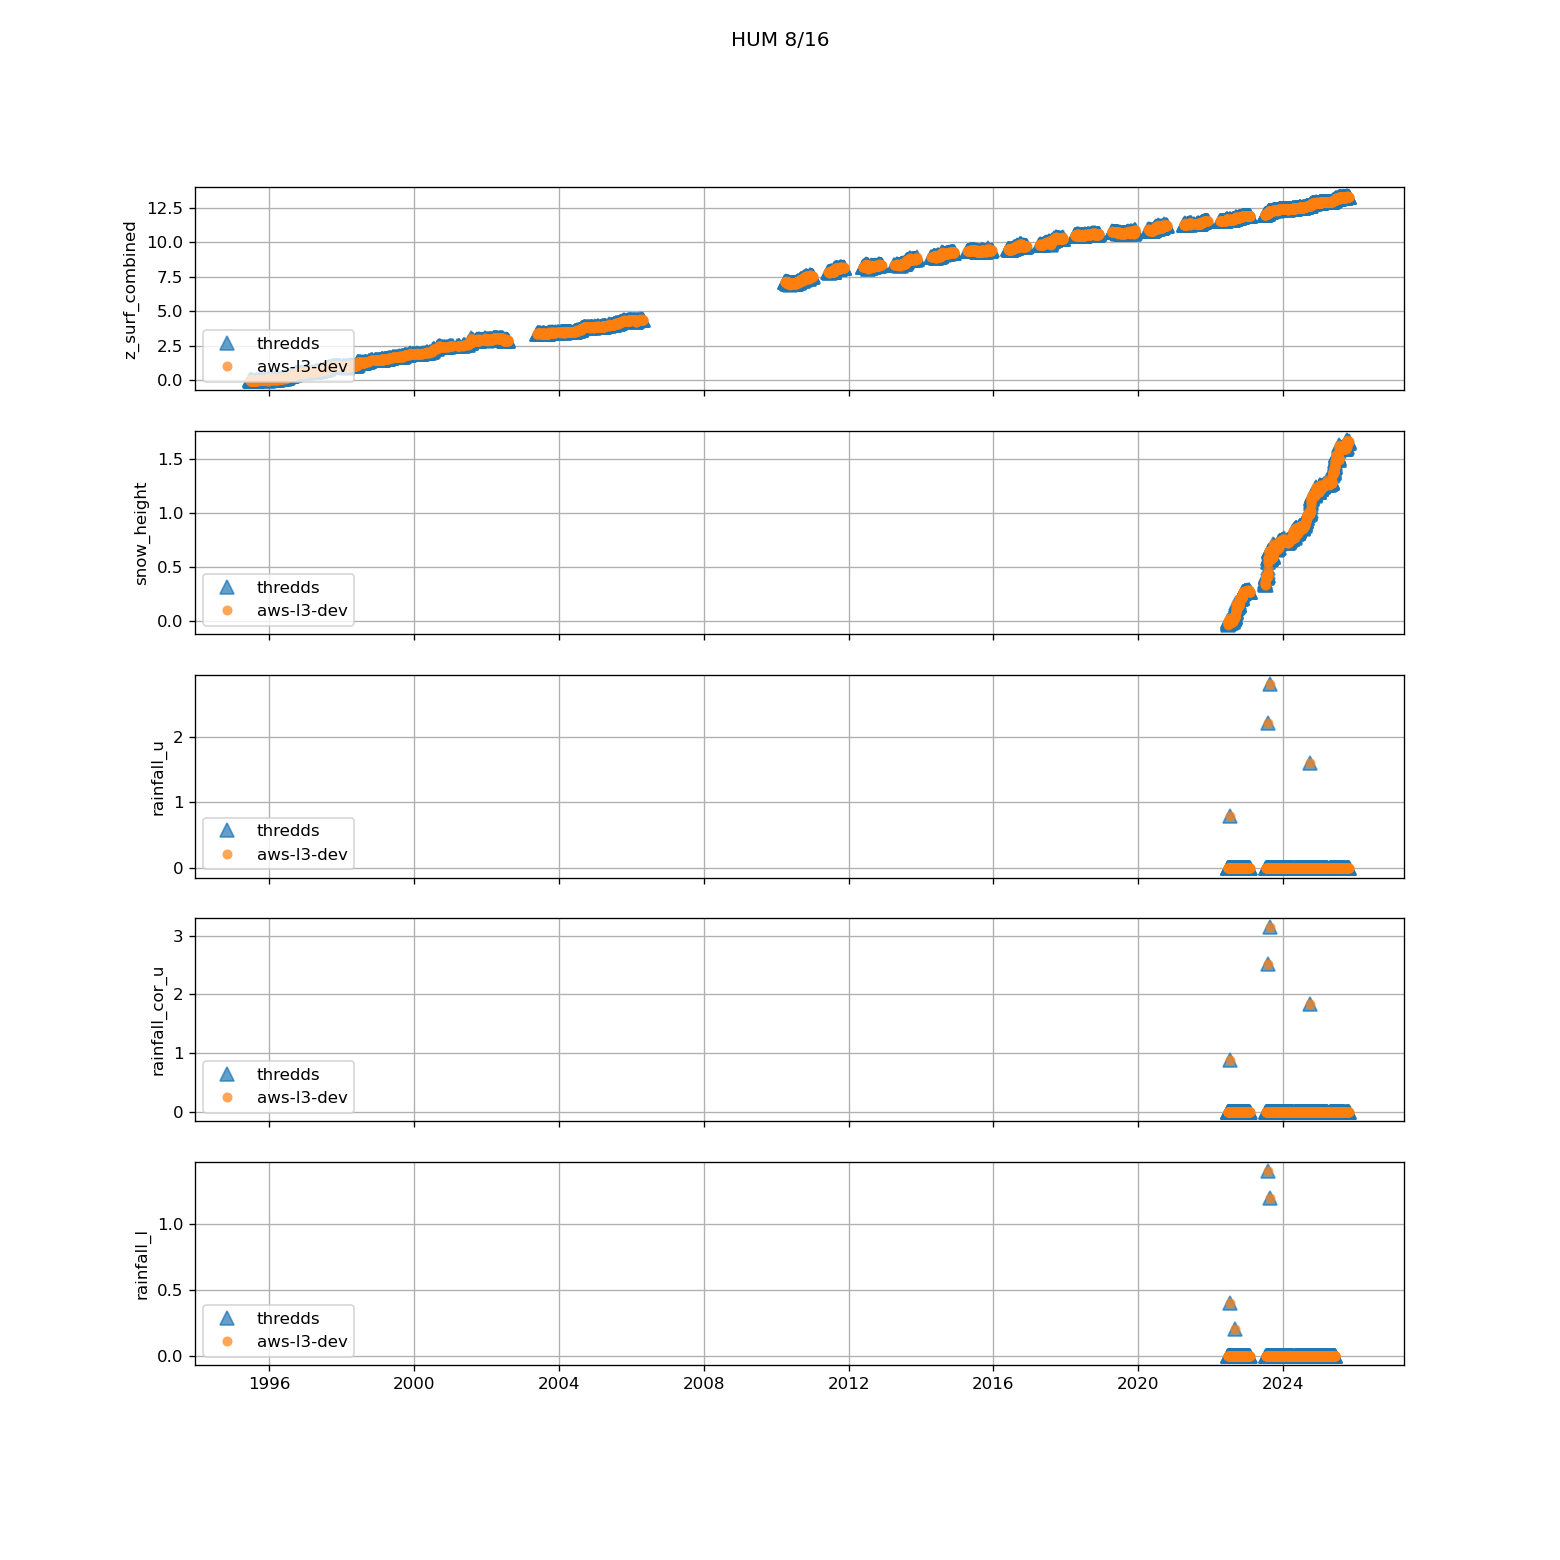 HUM 8/16
12.5
10.0
7.5
5.0
2.5
0.0
z_surf_combined
thredds
aws-l3-dev
1.5
1.0
0.5
0.0
snow_height
thredds
aws-l3-dev
2
1
0
rainfall_u
thredds
aws-l3-dev
3
2
1
0
rainfall_cor_u
thredds
aws-l3-dev
1.0
0.5
0.0
rainfall_l
thredds
aws-l3-dev
1996 2000 2004 2008 2012 2016 2020 2024